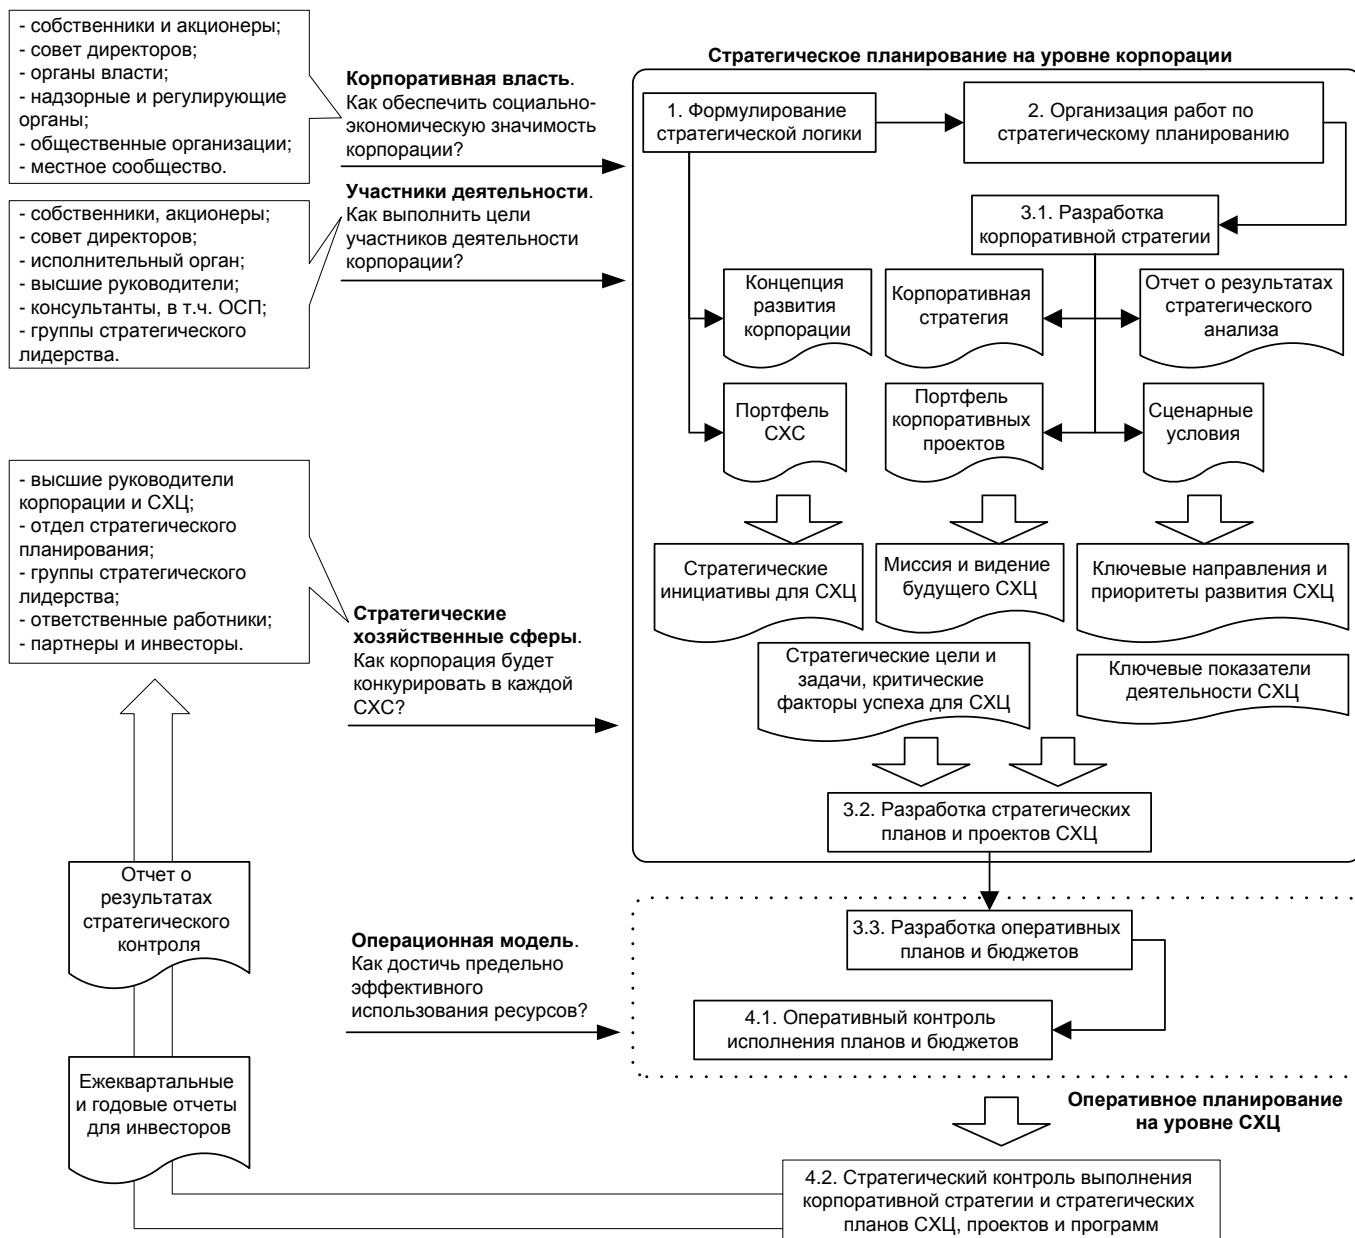 - собственники и акционеры;
- совет директоров;
- органы власти;
- надзорные и регулирующие
органы;
- общественные организации;
- местное сообщество.
Корпоративная власть.
Как обеспечить социально-
экономическую значимость
корпорации?
- собственники, акционеры;
- совет директоров;
- исполнительный орган;
- высшие руководители;
- консультанты, в т.ч. ОСП;
- группы стратегического
лидерства.
Участники деятельности.
Как выполнить цели
участников деятельности
корпорации?
Стратегическое планирование на уровне корпорации
1. Формулирование
стратегической логики
2. Организация работ по
стратегическому планированию
3.1. Разработка
корпоративной стратегии
Концепция
развития
корпорации
Корпоративная
стратегия
Отчет о результатах
стратегического
анализа
Портфель
СХС
Портфель
корпоративных
проектов
Сценарные
условия
- высшие руководители
корпорации и СХЦ;
- отдел стратегического
планирования;
- группы стратегического
лидерства;
- ответственные работники;
- партнеры и инвесторы.
Стратегические
хозяйственные сферы.
Как корпорация будет
конкурировать в каждой
СХС?
Стратегические
инициативы для СХЦ
Миссия и видение
будущего СХЦ
Ключевые направления и
приоритеты развития СХЦ
Стратегические цели и
задачи, критические
факторы успеха для СХЦ
Ключевые показатели
деятельности СХЦ
3.2. Разработка стратегических
планов и проектов СХЦ
Отчет о
результатах
стратегического
контроля
Операционная модель.
Как достичь предельно
эффективного
использования ресурсов?
3.3. Разработка оперативных
планов и бюджетов
4.1. Оперативный контроль
исполнения планов и бюджетов
Ежеквартальные
и годовые отчеты
для инвесторов
Оперативное планирование
на уровне СХЦ
4.2. Стратегический контроль выполнения
корпоративной стратегии и стратегических
планов СХЦ, проектов и программ